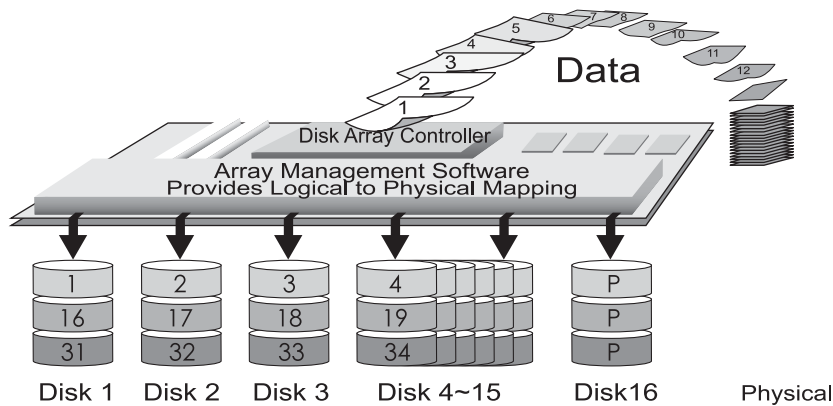 1
2
3
4
5
6
7
8
9
10
11
12
Data
Disk Array Controller
Array Management Software
Provides Logical to Physical Mapping
1 2 3 4 P
16 17 18 19 P
31 32 33 34 P
Disk 1 Disk 2 Disk 3 Disk 4~15 Disk16 Physical